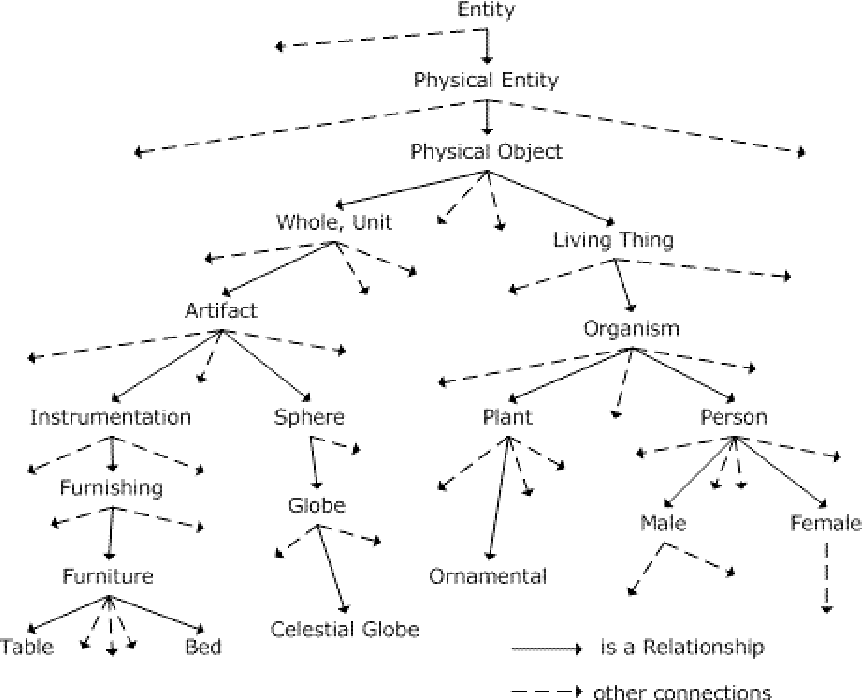 Entity
Physical Entity
Physical Object
Whole, Unit
Living Thing
Artifact
Organism
Instrumentation
Sphere
Plant
Person
Furnishing
Globe
Male
Female
Furniture
Ornamental
Celestial Globe
Table
Bed
is a Relationship
other connections